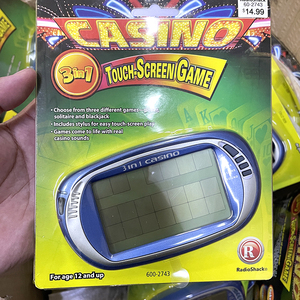 60-2743
$14.99
CASINO
3 in 1
TOUCH-SCREEN GAME
• Choose from three different games
solitaire and blackjack
• Includes stylus for easy touch-screen play
• Games come to life with real
casino sounds
3 in 1 casino
R
RadioShack
For age 12 and up
600-2743